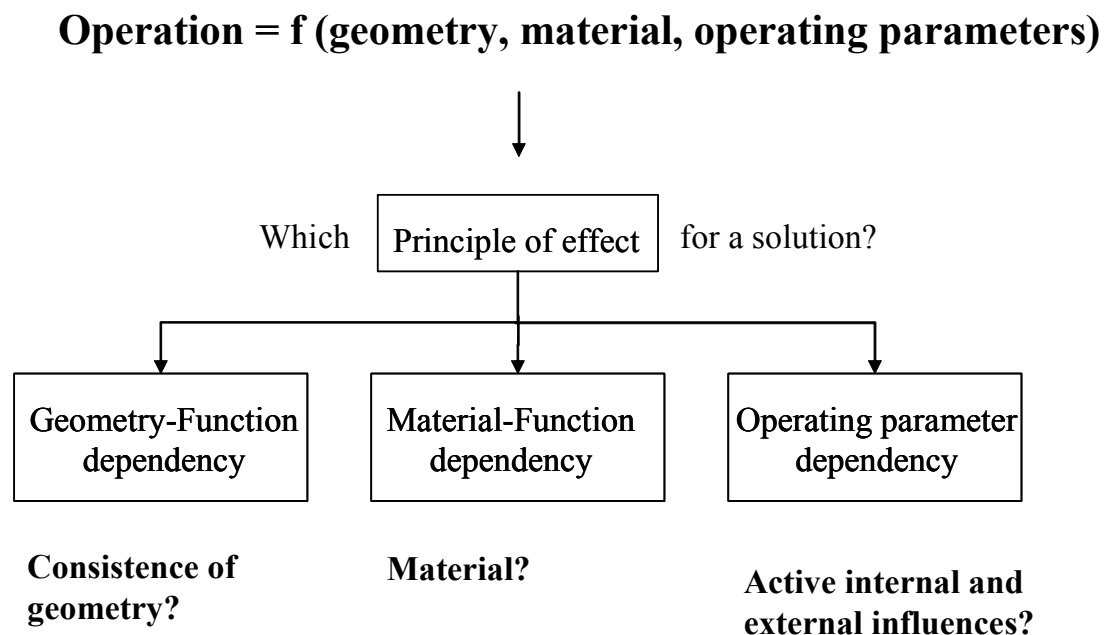 Operation = f (geometry, material, operating parameters)
Which Principle of effect for a solution?
Geometry-Function
dependency
Material-Function
dependency
Operating parameter
dependency
Consistence of
geometry?
Material?
Active internal and
external influences?